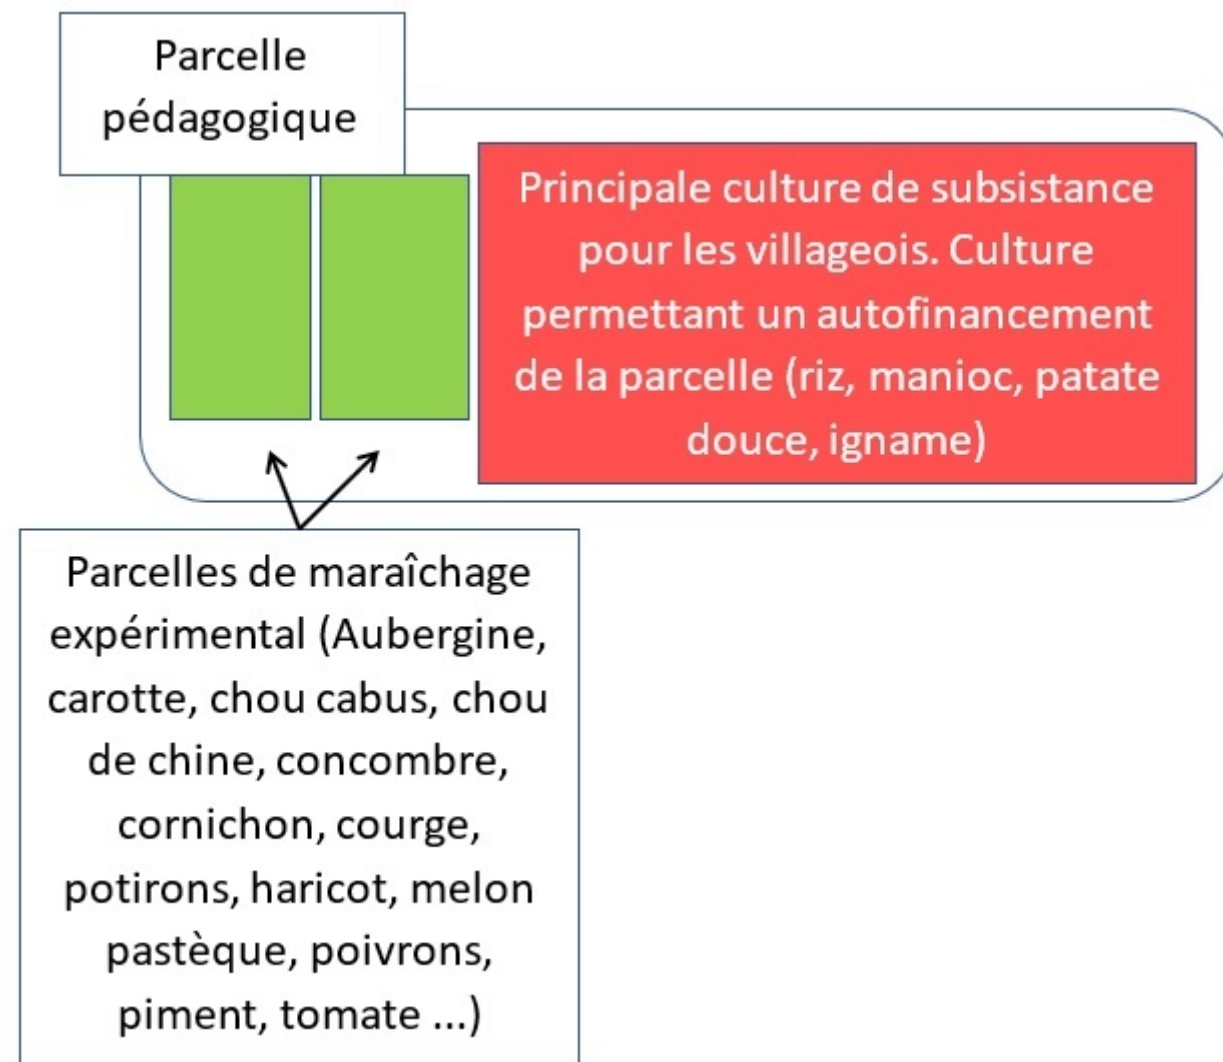 Parcelle
pédagogique
Principale culture de subsistance
pour les villageois. Culture
permettant un autofinancement
de la parcelle (riz, manioc, patate
douce, igname)
Parcelles de maraîchage
expérimental (Aubergine,
carotte, chou cabus, chou
de chine, concombre,
cornichon, courge,
potirons, haricot, melon
pastèque, poivrons,
piment, tomate ...)